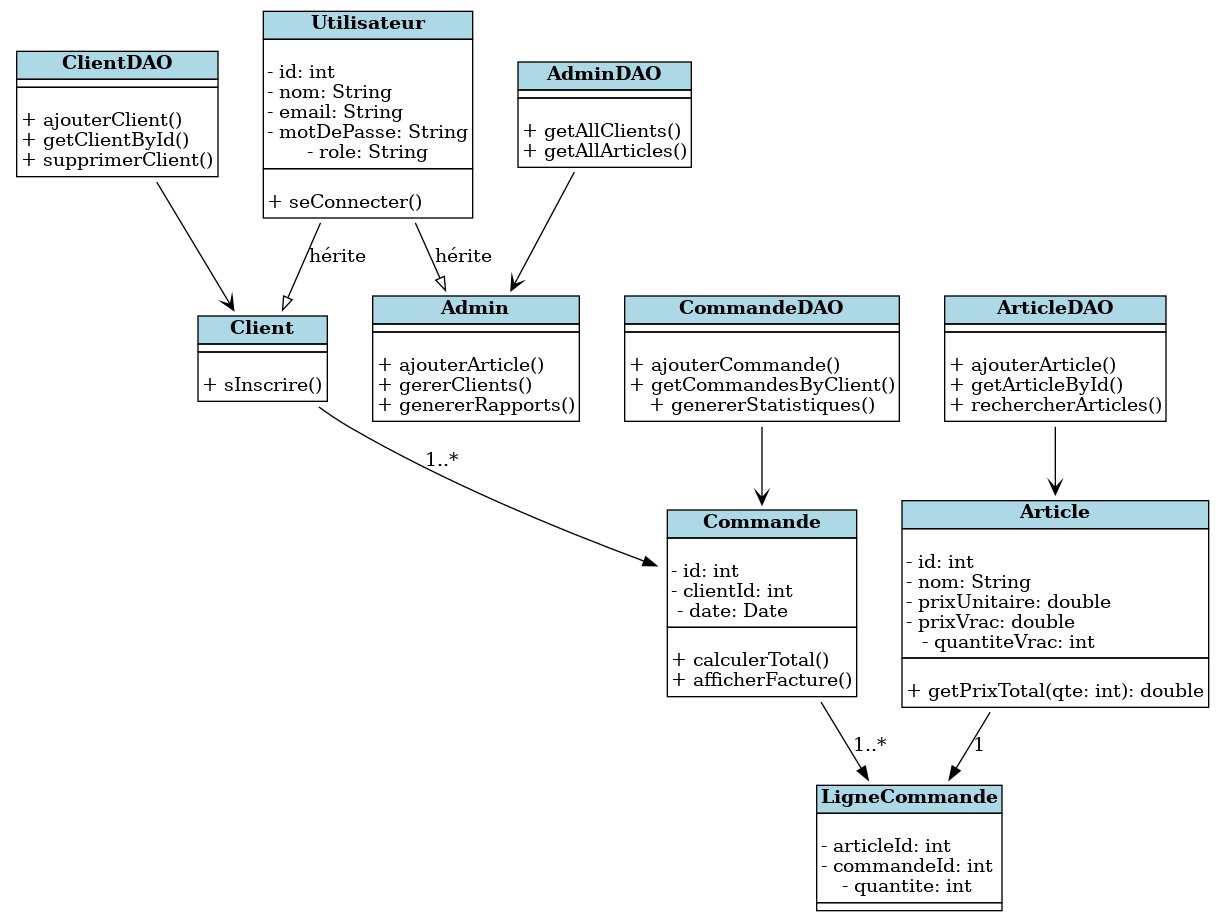 ClientDAO
+ ajouterClient()
+ getClientById()
+ supprimerClient()
Utilisateur
- id: int
- nom: String
- email: String
- motDePasse: String
- role: String
+ seConnecter()
AdminDAO
+ getAllClients()
+ getAllArticles()
hérite
hérite
Client
+ sInscrire()
Admin
+ ajouterArticle()
+ gererClients()
+ genererRapports()
CommandeDAO
+ ajouterCommande()
+ getCommandesByClient()
+ genererStatistiques()
ArticleDAO
+ ajouterArticle()
+ getArticleById()
+ rechercherArticles()
1..*
Commande
- id: int
- clientId: int
- date: Date
+ calculerTotal()
+ afficherFacture()
Article
- id: int
- nom: String
- prixUnitaire: double
- prixVrac: double
- quantiteVrac: int
+ getPrixTotal(qte: int): double
1..*
1
LigneCommande
- articleId: int
- commandeId: int
- quantite: int